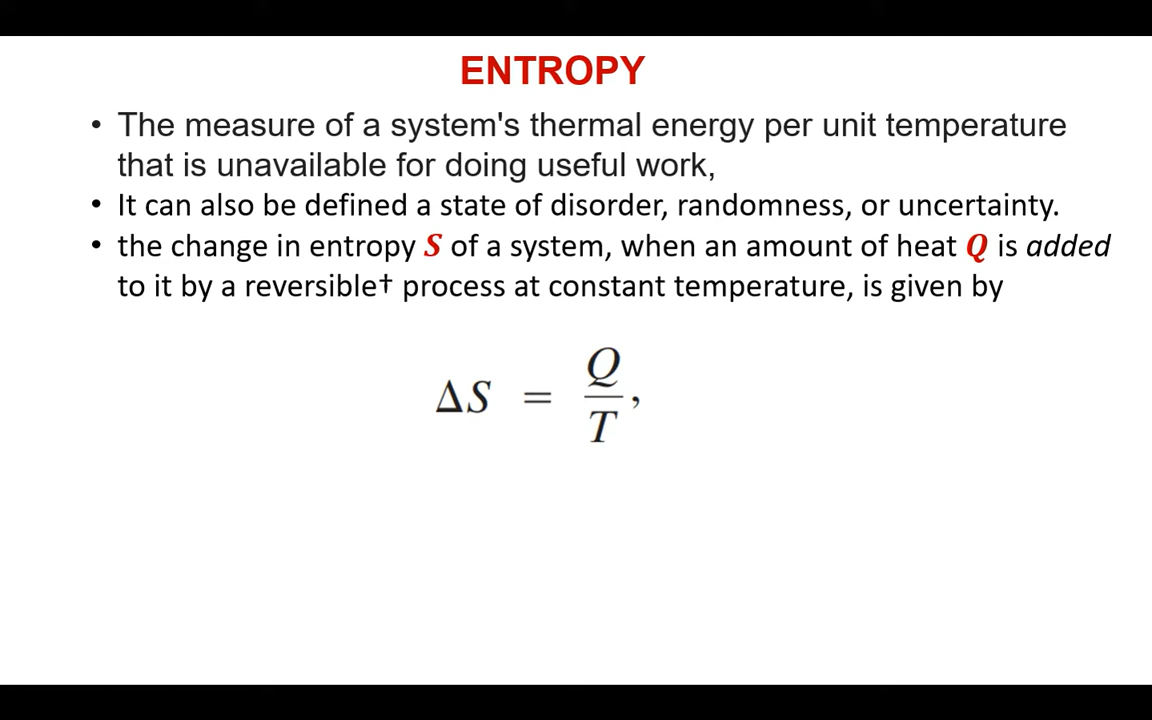 ENTROPY
• The measure of a system's thermal energy per unit temperature
that is unavailable for doing useful work,
• It can also be defined a state of disorder, randomness, or uncertainty.
• the change in entropy S of a system, when an amount of heat Q is added
to it by a reversible† process at constant temperature, is given by
ΔS = Q/T,